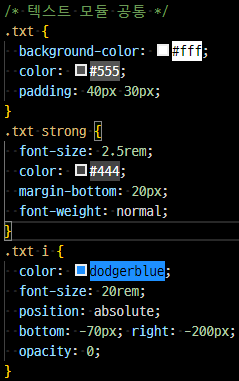 /* 텍스트 모듈 공통 */
.txt {
  background-color: #fff;
  color: #555;
  padding: 40px 30px;
}
.txt strong {
  font-size: 2.5rem;
  color: #444;
  margin-bottom: 20px;
  font-weight: normal;
}
.txt i {
  color: dodgerblue;
  font-size: 20rem;
  position: absolute;
  bottom: -70px; right: -200px;
  opacity: 0;
}